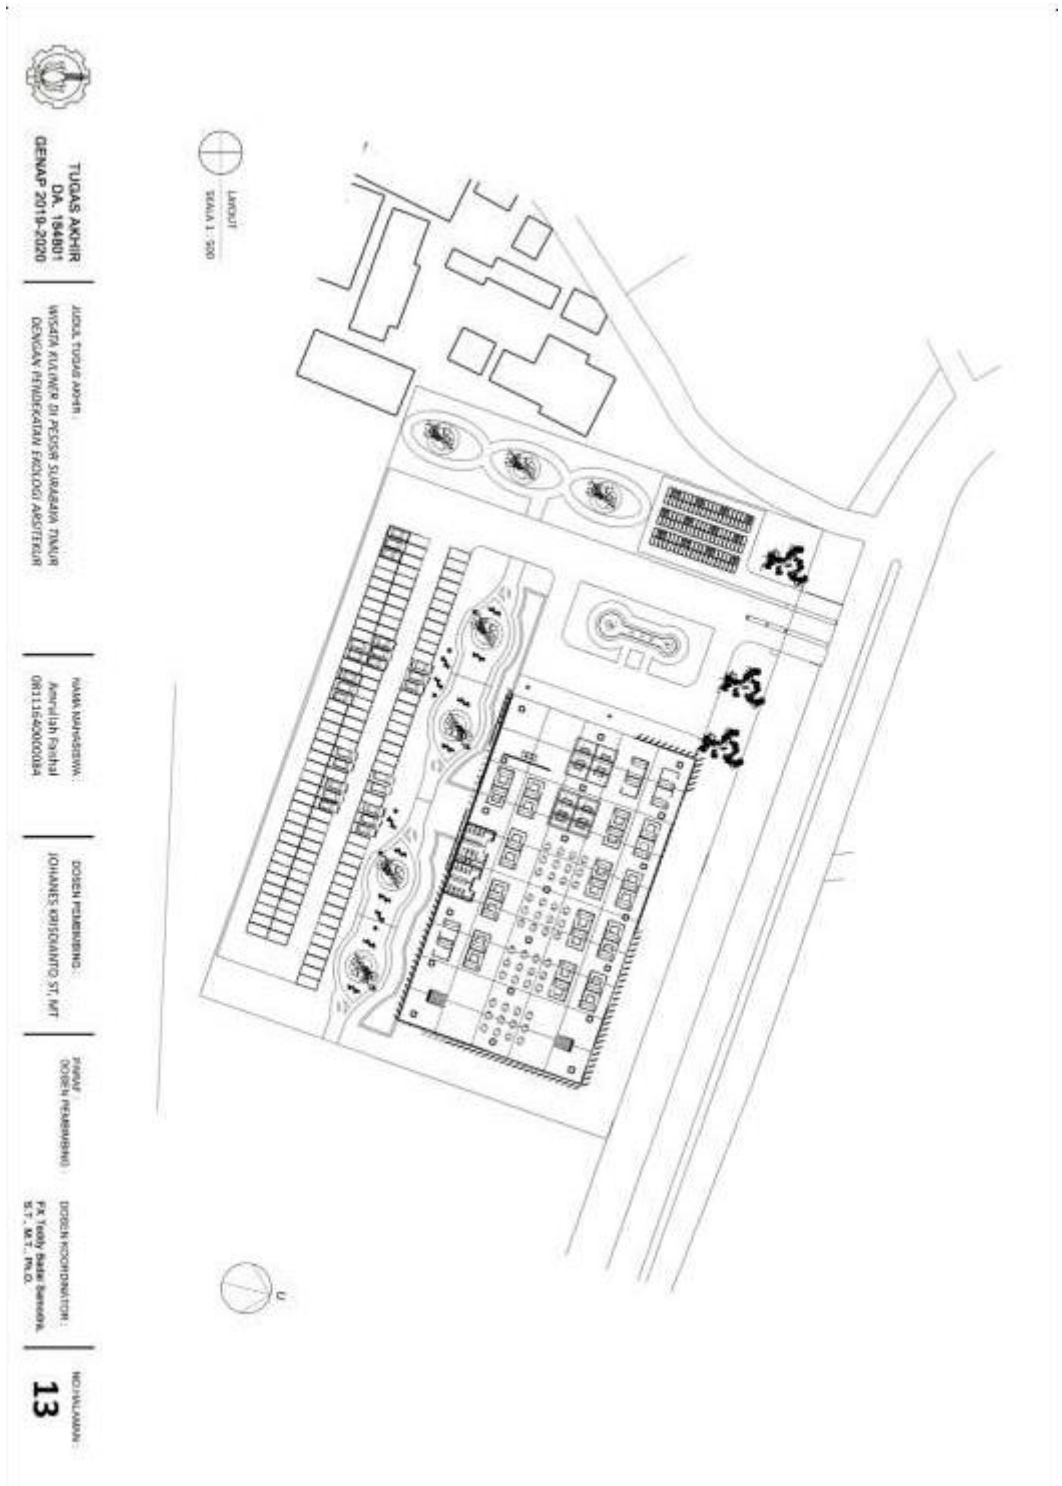 LAYOUT
SKALA 1 : 500
U
TUGAS AKHIR
DA. 184801
GENAP 2019-2020
JUDUL TUGAS AKHIR :
WISATA KULINER DI PESISIR SURABAYA TIMUR
DENGAN PENDEKATAN EKOLOGI ARSITEKUR
NAMA MAHASISWA :
Amrullah Faishal
08111640000084
DOSEN PEMBIMBING :
JOHANES KRISDIANTO ST, MT
PARAF :
DOSEN PEMBIMBING :
DOSEN KOORDINATOR :
FX Teddy Badai Samodra,
S.T., M.T., Ph.D.
NO.HALAMAN :
13